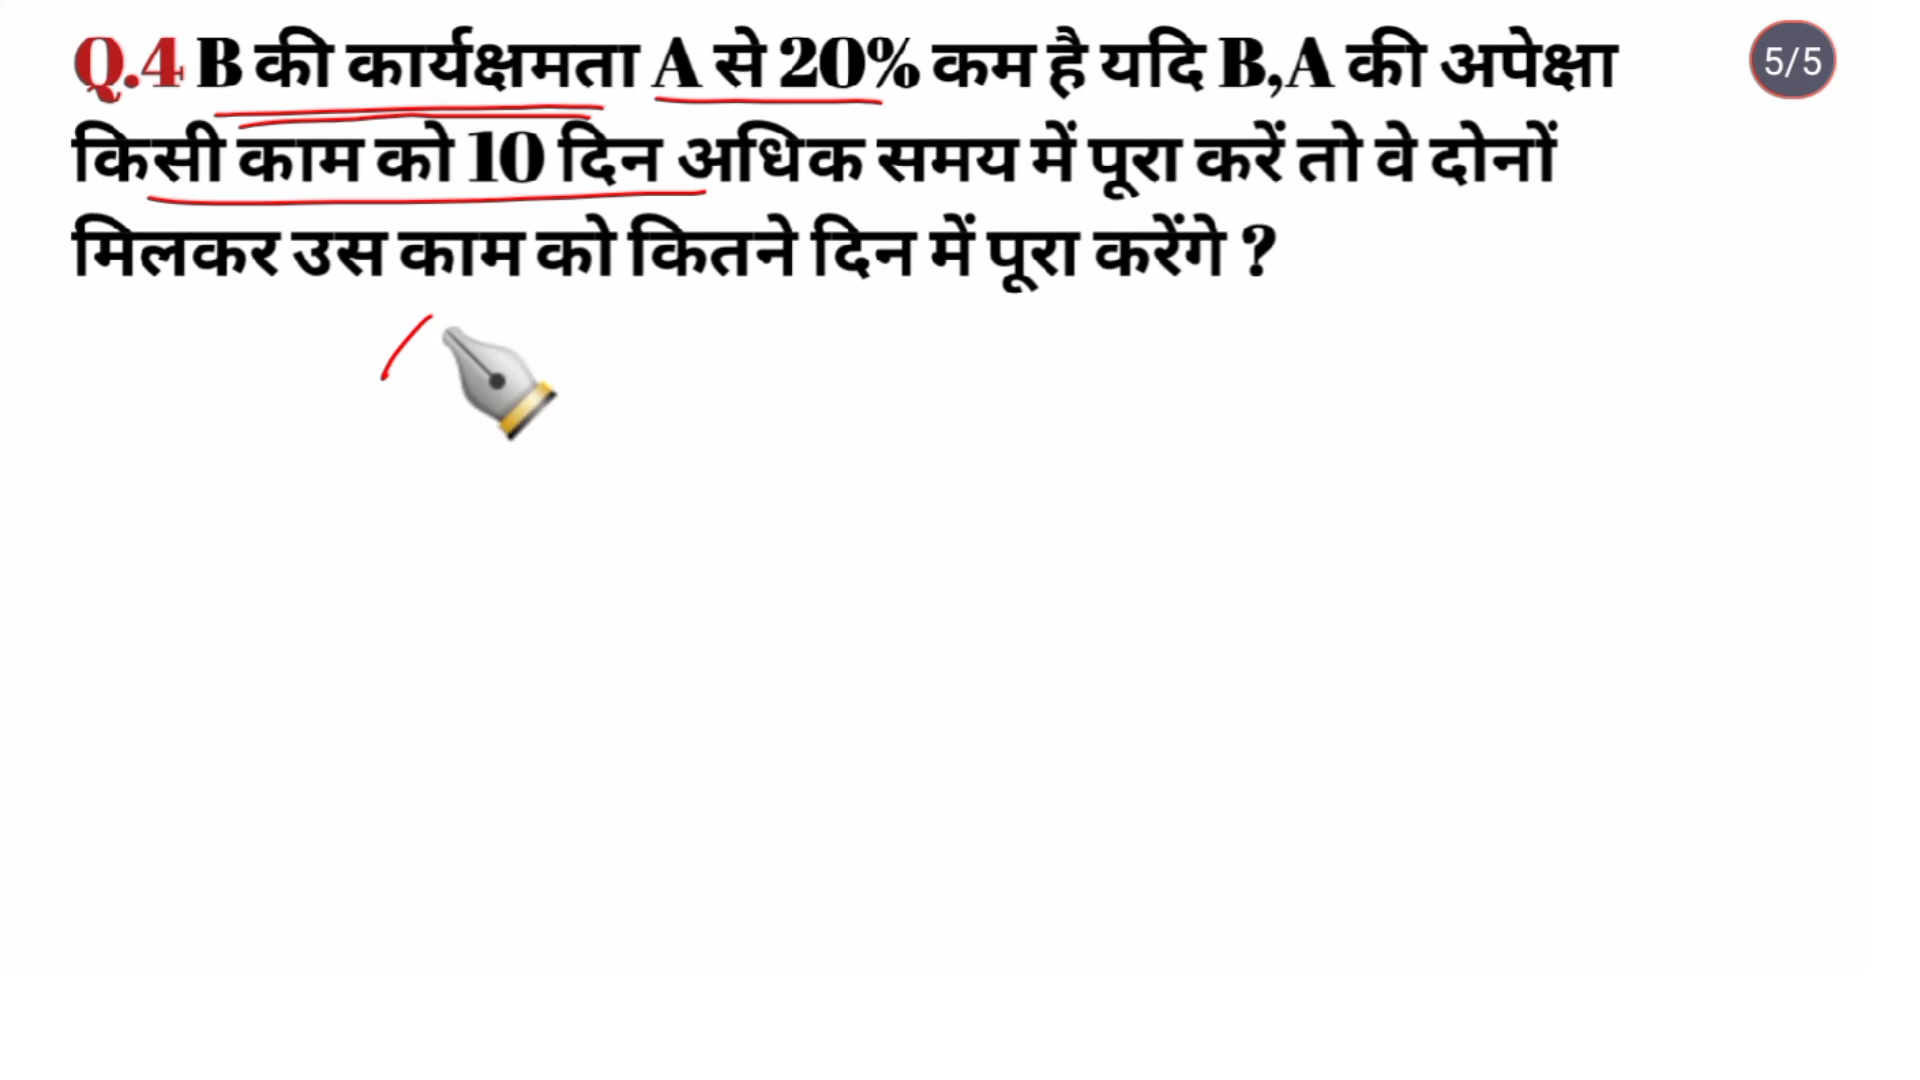 Q.4 B की कार्यक्षमता A से 20% कम है यदि B,A की अपेक्षा
किसी काम को 10 दिन अधिक समय में पूरा करें तो वे दोनों
मिलकर उस काम को कितने दिन में पूरा करेंगे ?
5/5